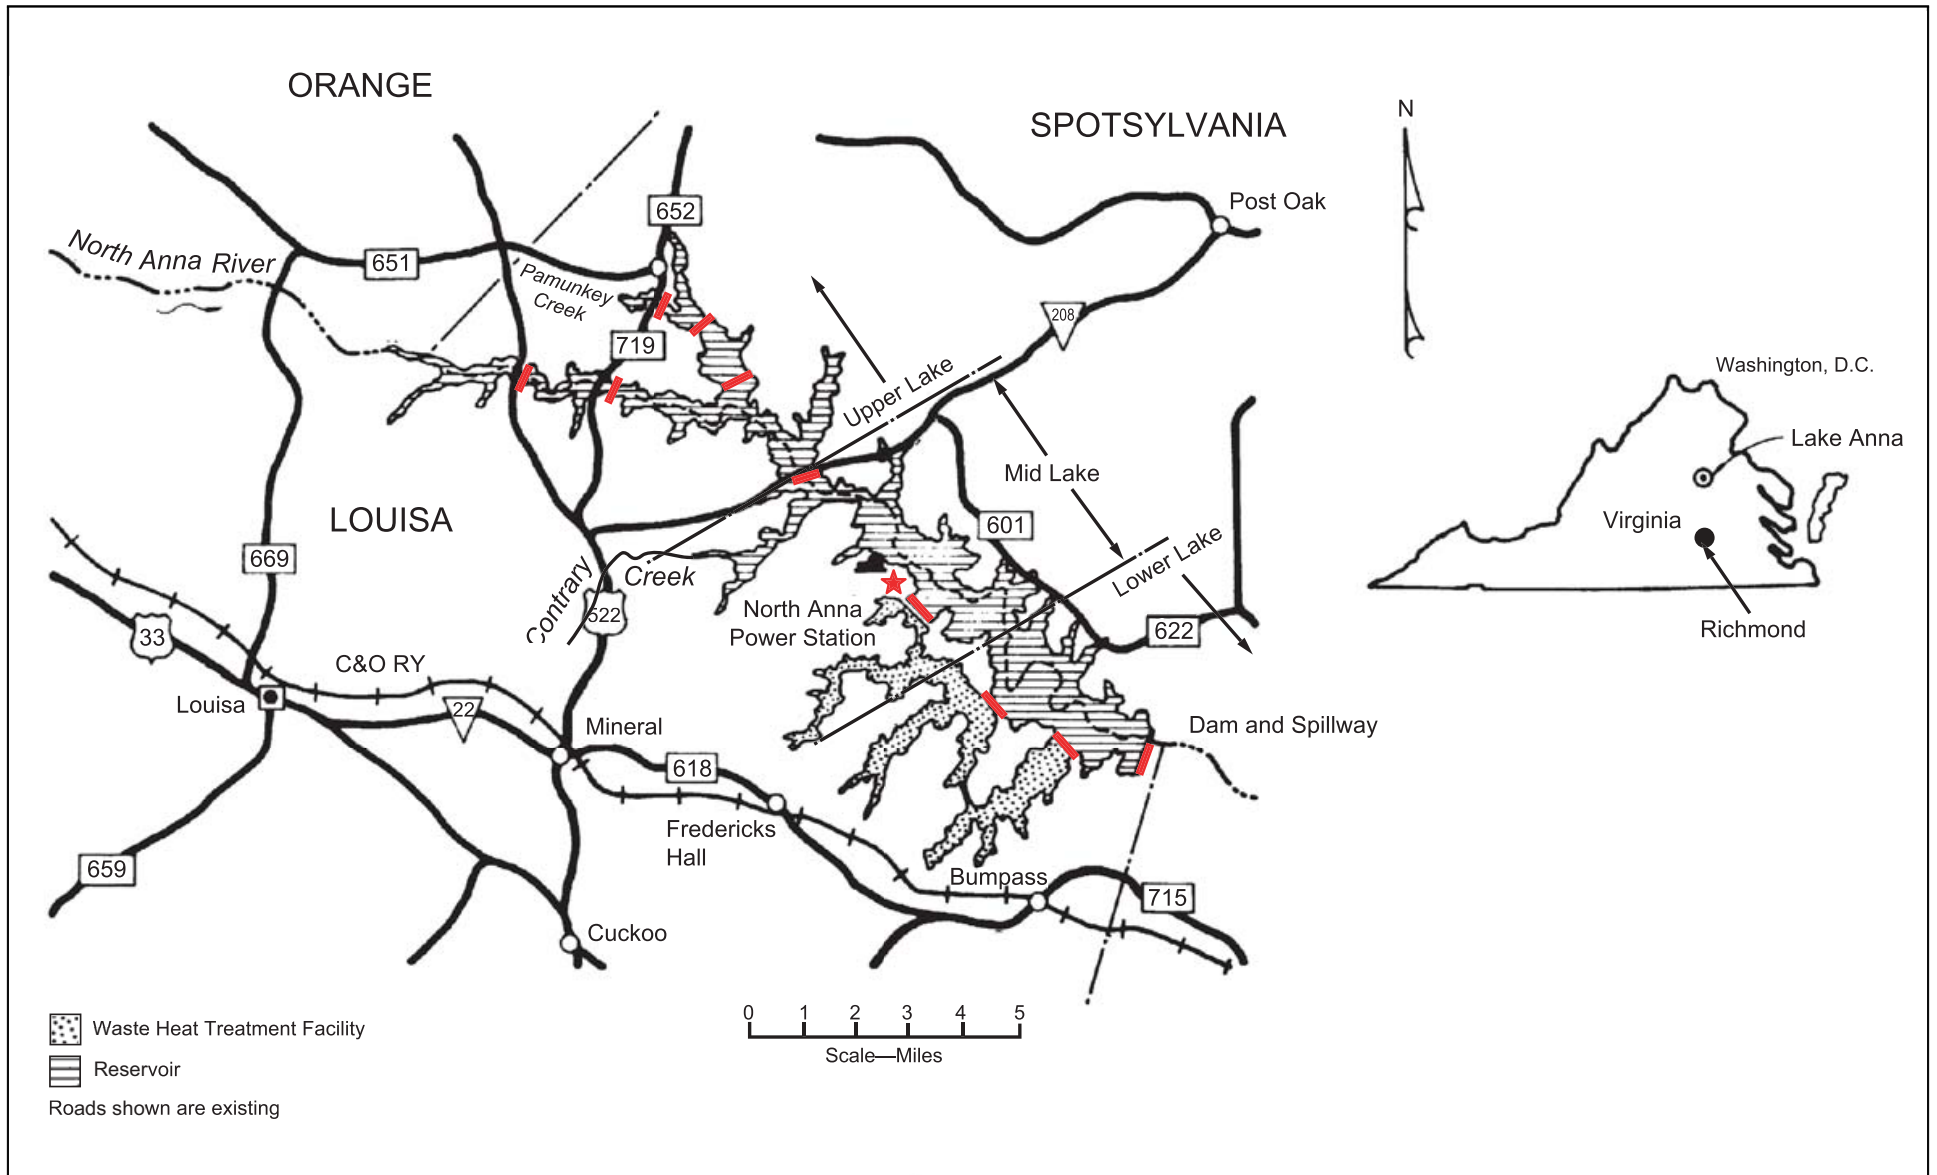 ORANGE
SPOTSYLVANIA
N
652
Post Oak
North Anna River
651
Pamunkey
Creek
208
719
Upper Lake
Washington, D.C.
Lake Anna
Mid Lake
LOUISA
601
Virginia
669
Contrary
Creek
Lower Lake
North Anna
Power Station
522
33
622
Richmond
C&O RY
Louisa
22
Mineral
Dam and Spillway
618
Fredericks
Hall
659
Bumpass
715
Cuckoo
0 1 2 3 4 5
Scale—Miles
Waste Heat Treatment Facility
Reservoir
Roads shown are existing